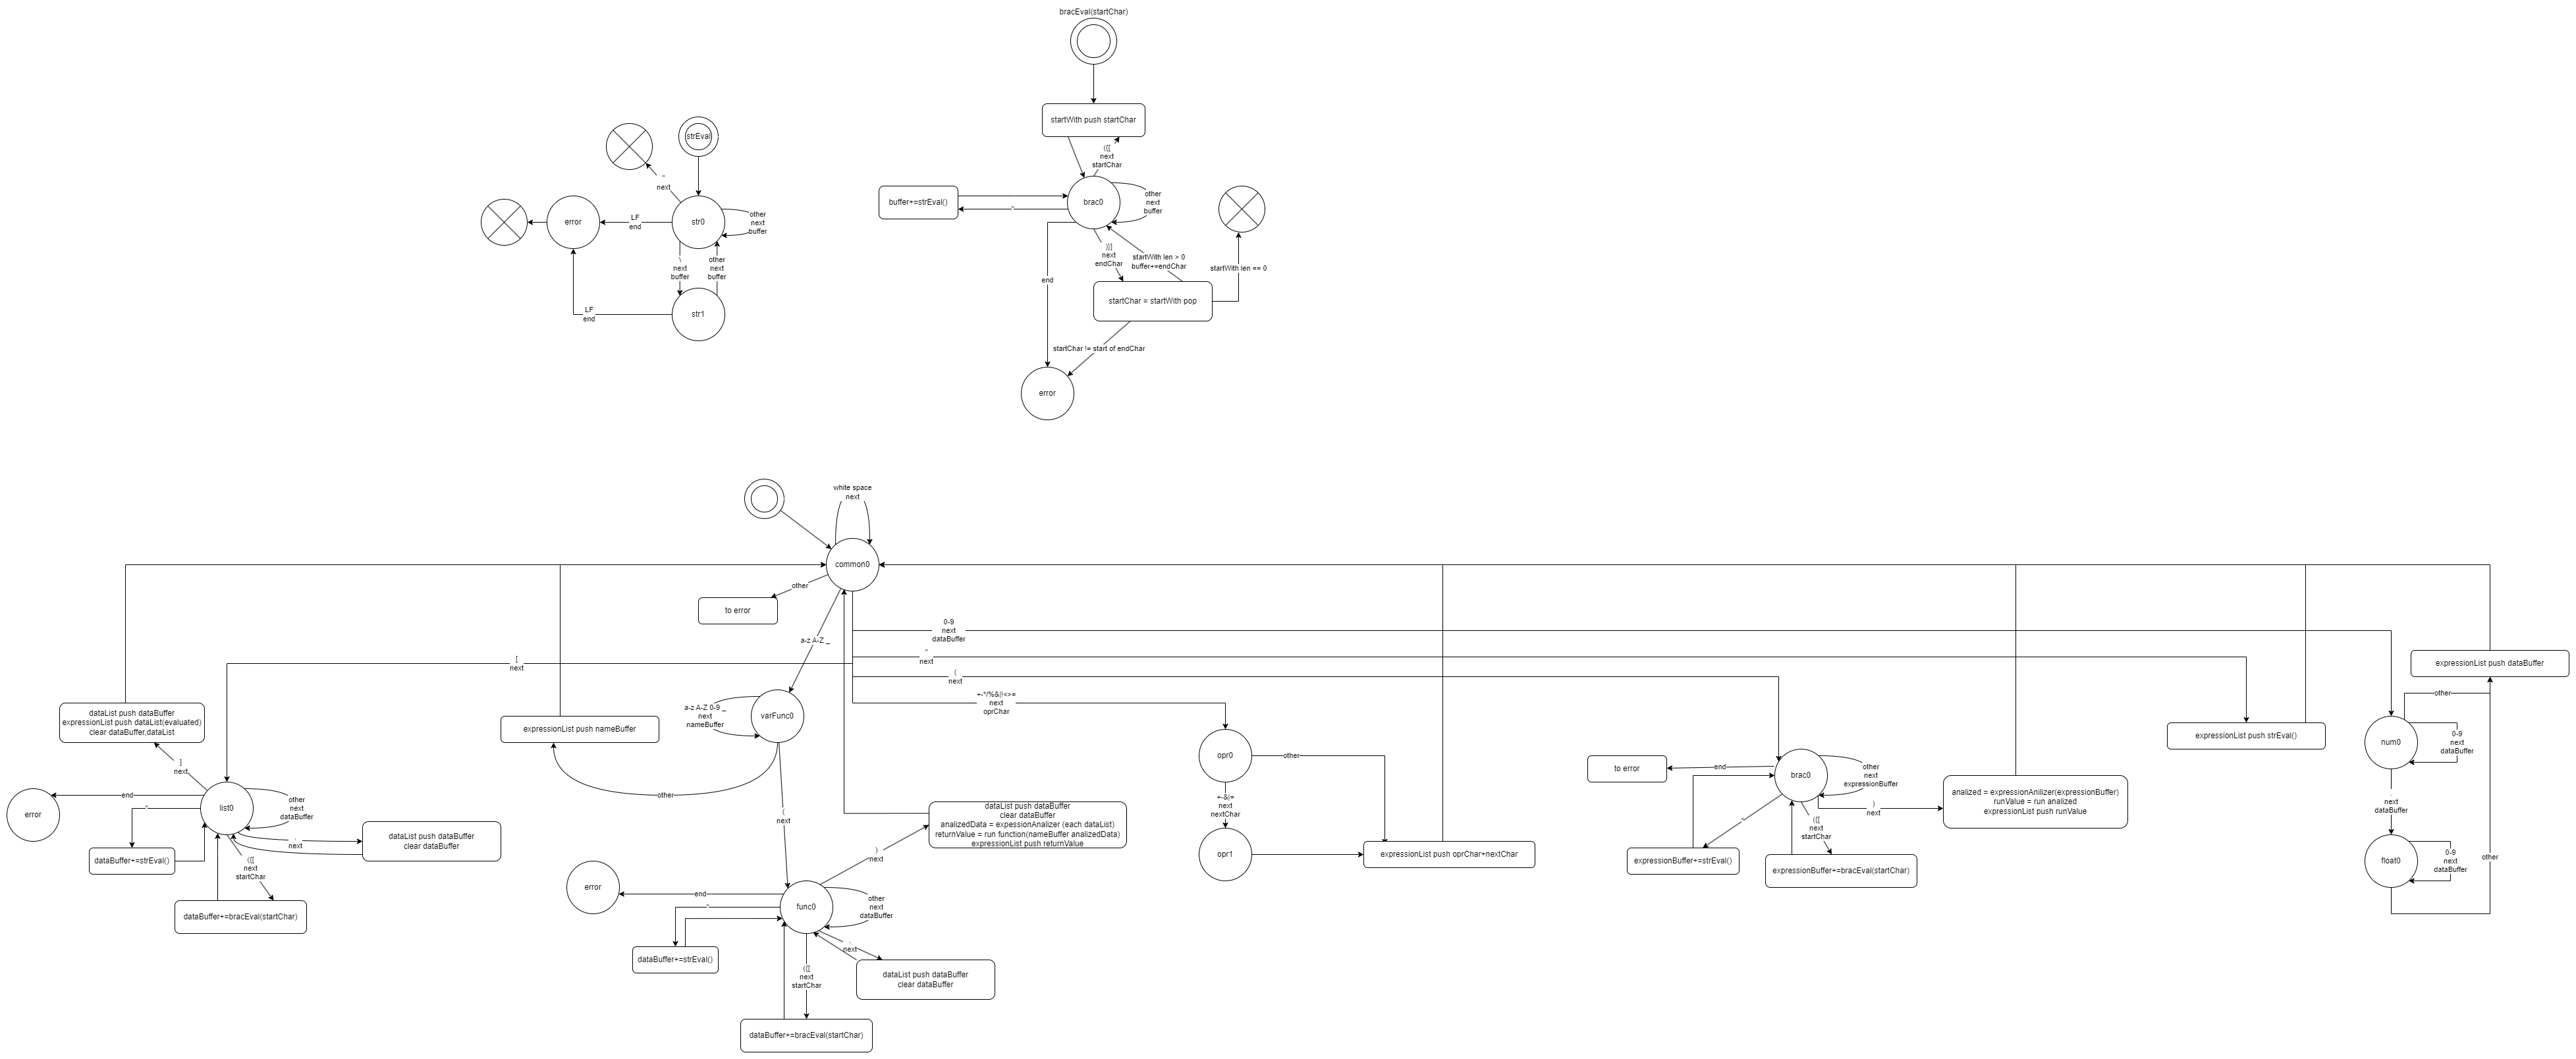 bracEval(startChar)
startWith push startChar
strEval
({[
next
startChar
"
next
other
next
buffer
brac0
buffer+=strEval()
"
other
next
buffer
error
LF
end
str0
)}]
next
endChar
startWith len > 0
buffer+=endChar
startWith len == 0
\
next
buffer
other
next
buffer
end
startChar = startWith pop
LF
end
str1
startChar != start of endChar
error
white space
next
common0
other
to error
a-z A-Z _
0-9
next
dataBuffer
"
next
[
next
(
next
+-*/%&|!<>=
next
oprChar
expressionList push dataBuffer
other
dataList push dataBuffer
expressionList push dataList(evaluated)
clear dataBuffer,dataList
a-z A-Z 0-9 _
next
nameBuffer
varFunc0
expressionList push nameBuffer
expressionList push strEval()
num0
0-9
next
dataBuffer
opr0
other
]
next
to error
end
brac0
other
next
expressionBuffer
analized = expressionAnilizer(expressionBuffer)
runValue = run analized
expressionList push runValue
)
next
end
list0
other
next
dataBuffer
error
"
other
+-&|=
next
nextChar
.
next
dataBuffer
(
next
dataList push dataBuffer
clear dataBuffer
analizedData = expessionAnalizer (each dataList)
returnValue = run function(nameBuffer analizedData)
expressionList push returnValue
"
({[
next
startChar
,
next
dataList push dataBuffer
clear dataBuffer
dataBuffer+=strEval()
({[
next
startChar
opr1
expressionList push oprChar+nextChar
expressionBuffer+=strEval()
expressionBuffer+=bracEval(startChar)
float0
0-9
next
dataBuffer
other
)
next
error
end
func0
other
next
dataBuffer
"
dataBuffer+=bracEval(startChar)
,
next
dataBuffer+=strEval()
({[
next
startChar
dataList push dataBuffer
clear dataBuffer
dataBuffer+=bracEval(startChar)